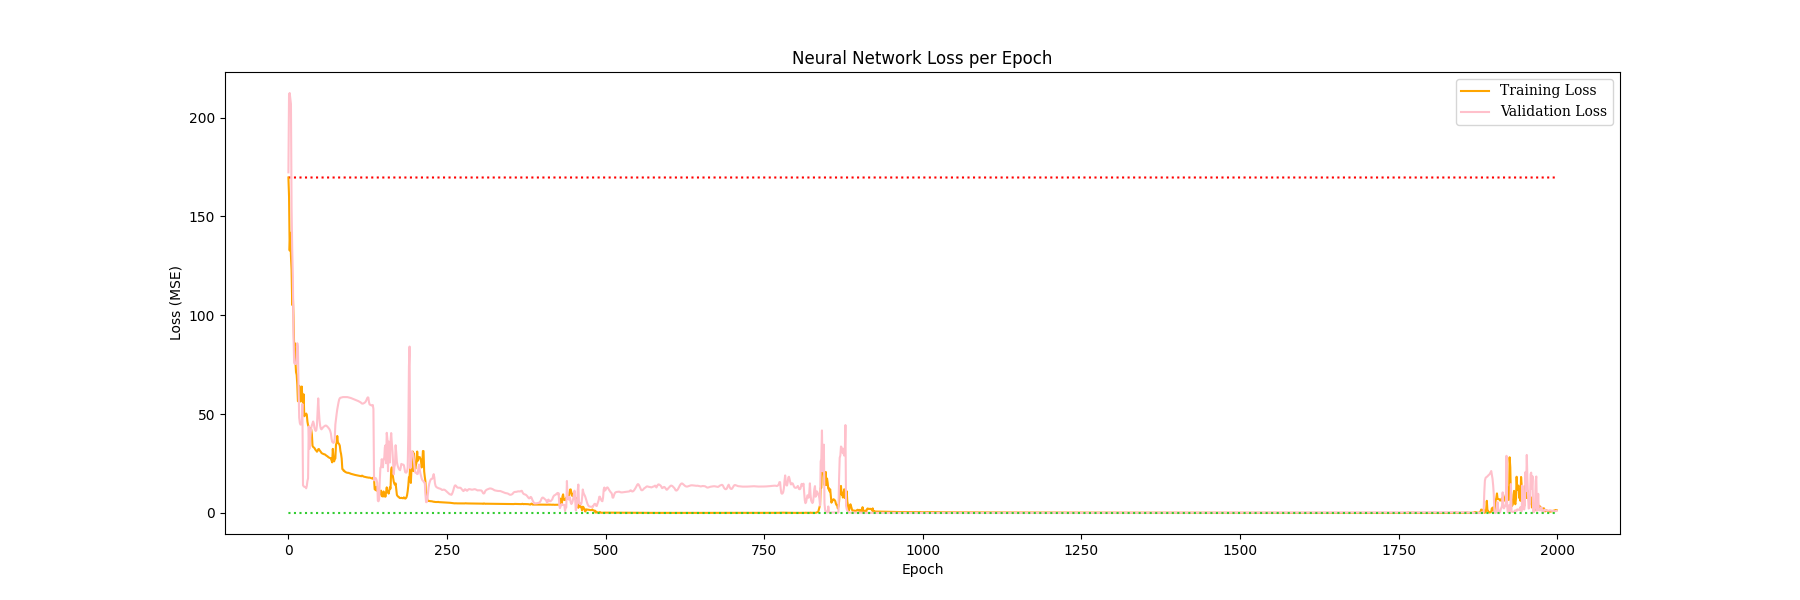 Neural Network Loss per Epoch
Training Loss
Validation Loss
200
150
100
50
0
Loss (MSE)
0 250 500 750 1000 1250 1500 1750 2000
Epoch